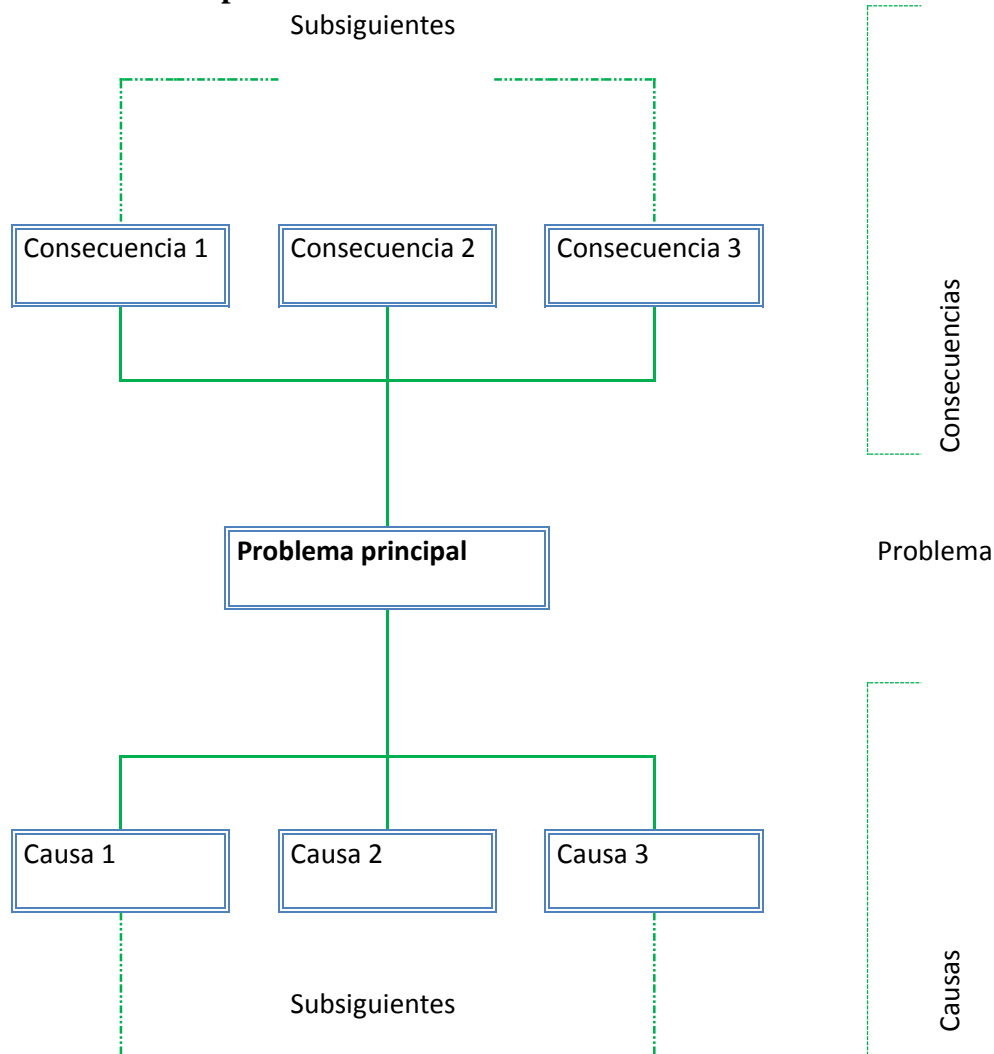 Subsiguientes
Consecuencia 1
Consecuencia 2
Consecuencia 3
Consecuencias
Problema principal
Problema
Causa 1
Causa 2
Causa 3
Subsiguientes
Causas